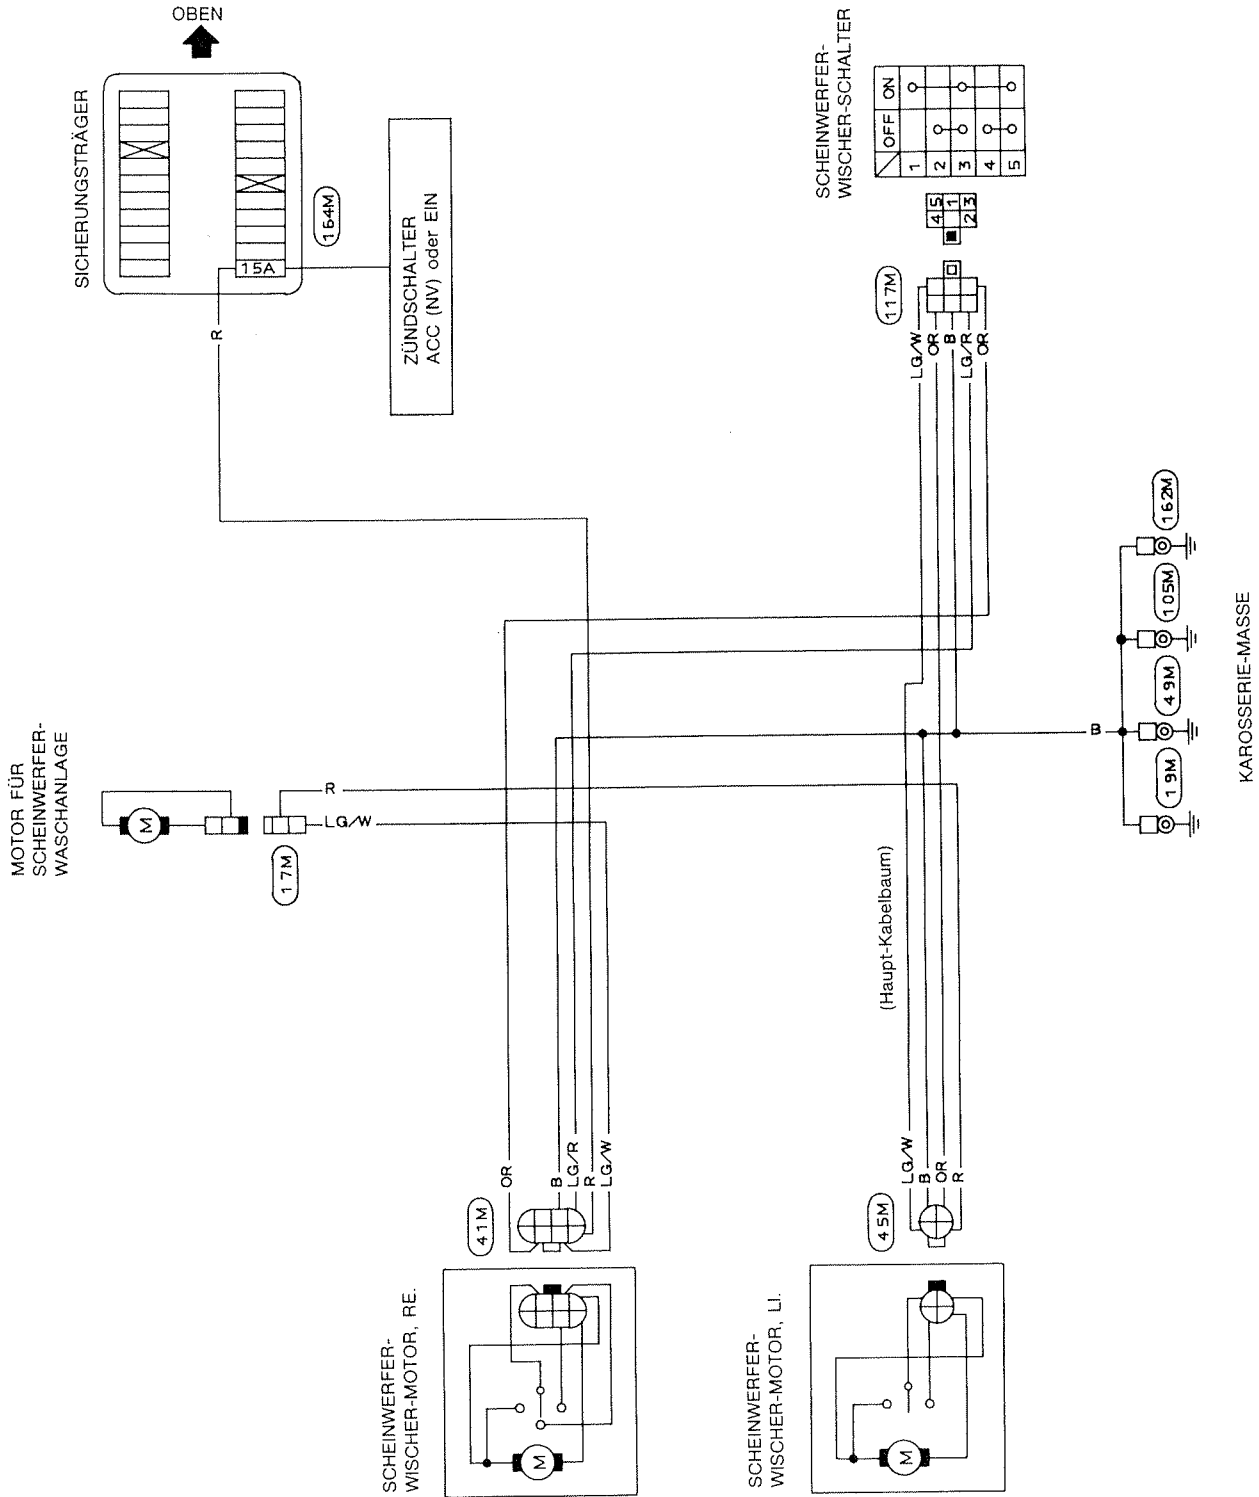 OBEN
SICHERUNGSTRÄGER
15A
164M
R
ZÜNDSCHALTER
ACC (NV) oder EIN
SCHEINWERFER-
WISCHER-SCHALTER
OFF ON
1
2
3
4
5
4 5
1
2 3
117M
LG/W
OR
B
LG/R
OR
MOTOR FÜR
SCHEINWERFER-
WASCHANLAGE
M
17M
R
LG/W
B
162M
105M
49M
19M
KAROSSERIE-MASSE
(Haupt-Kabelbaum)
OR
B
LG/R
R
LG/W
41M
SCHEINWERFER-
WISCHER-MOTOR, RE.
M
LG/W
B
OR
R
45M
SCHEINWERFER-
WISCHER-MOTOR, LI.
M